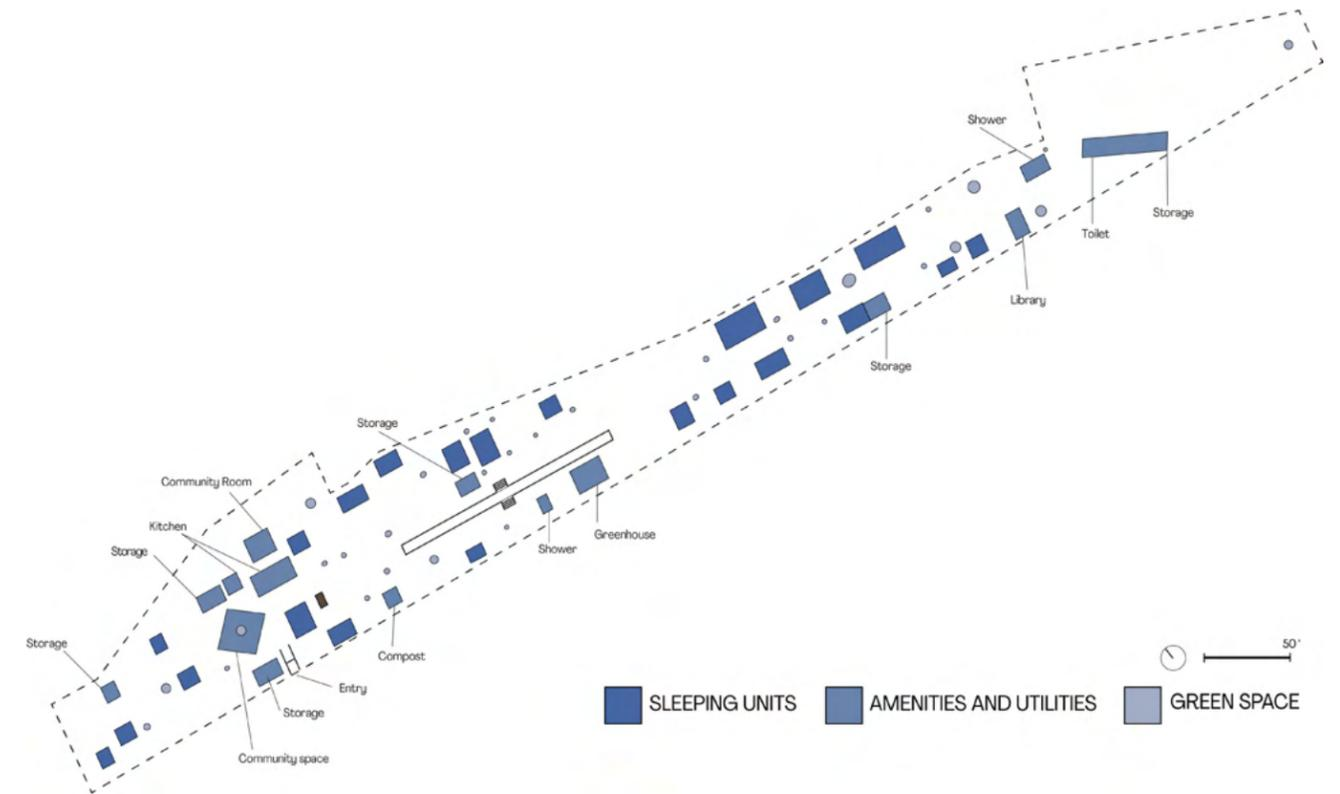 Shower
Storage
Toilet
Library
Storage
Storage
Community Room
Kitchen
Storage
Greenhouse
Shower
Storage
Compost
Entry
Storage
Community space
50'
SLEEPING UNITS
AMENITIES AND UTILITIES
GREEN SPACE